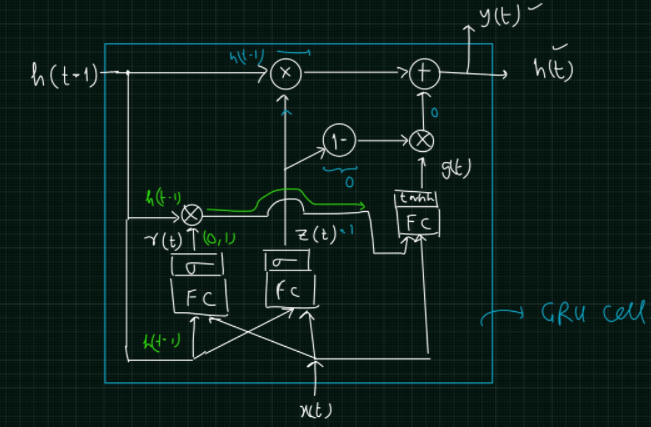 y(t)
h(t-1)
h(t-1)
×
+
h(t)
0
1-
×
0
g(t)
h(t-1)
×
tanh
FC
r(t)
(0,1)
z(t)=1
σ
σ
FC
FC
GRU Cell
h(t-1)
x(t)